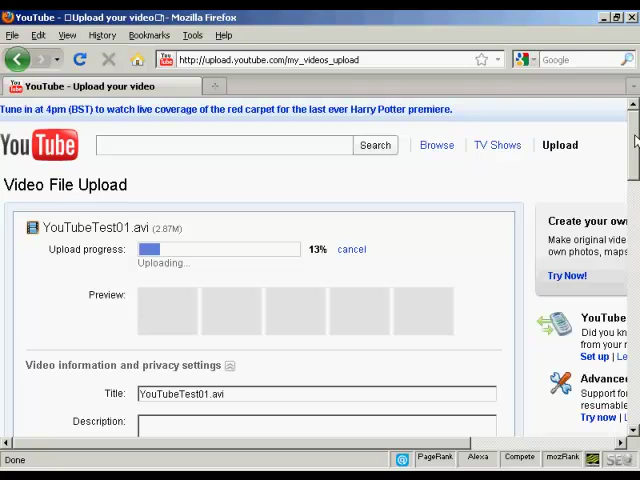 YouTube - Upload your video - Mozilla Firefox
File Edit View History Bookmarks Tools Help
http://upload.youtube.com/my_videos_upload
Google
YouTube - Upload your video
Tune in at 4pm (BST) to watch live coverage of the red carpet for the last ever Harry Potter premiere.
YouTube Search Browse TV Shows Upload
Video File Upload
YouTubeTest01.avi (2.87M)
Upload progress: 13% cancel
Uploading...
Preview:
Video information and privacy settings
Title: YouTubeTest01.avi
Description:
Create your own
Make original vide
own photos, maps
Try Now!
YouTube
Did you kn
from your m
Set up | Le
Advance
resumable
Try now |
Done PageRank Alexa Compete mozRank SEO